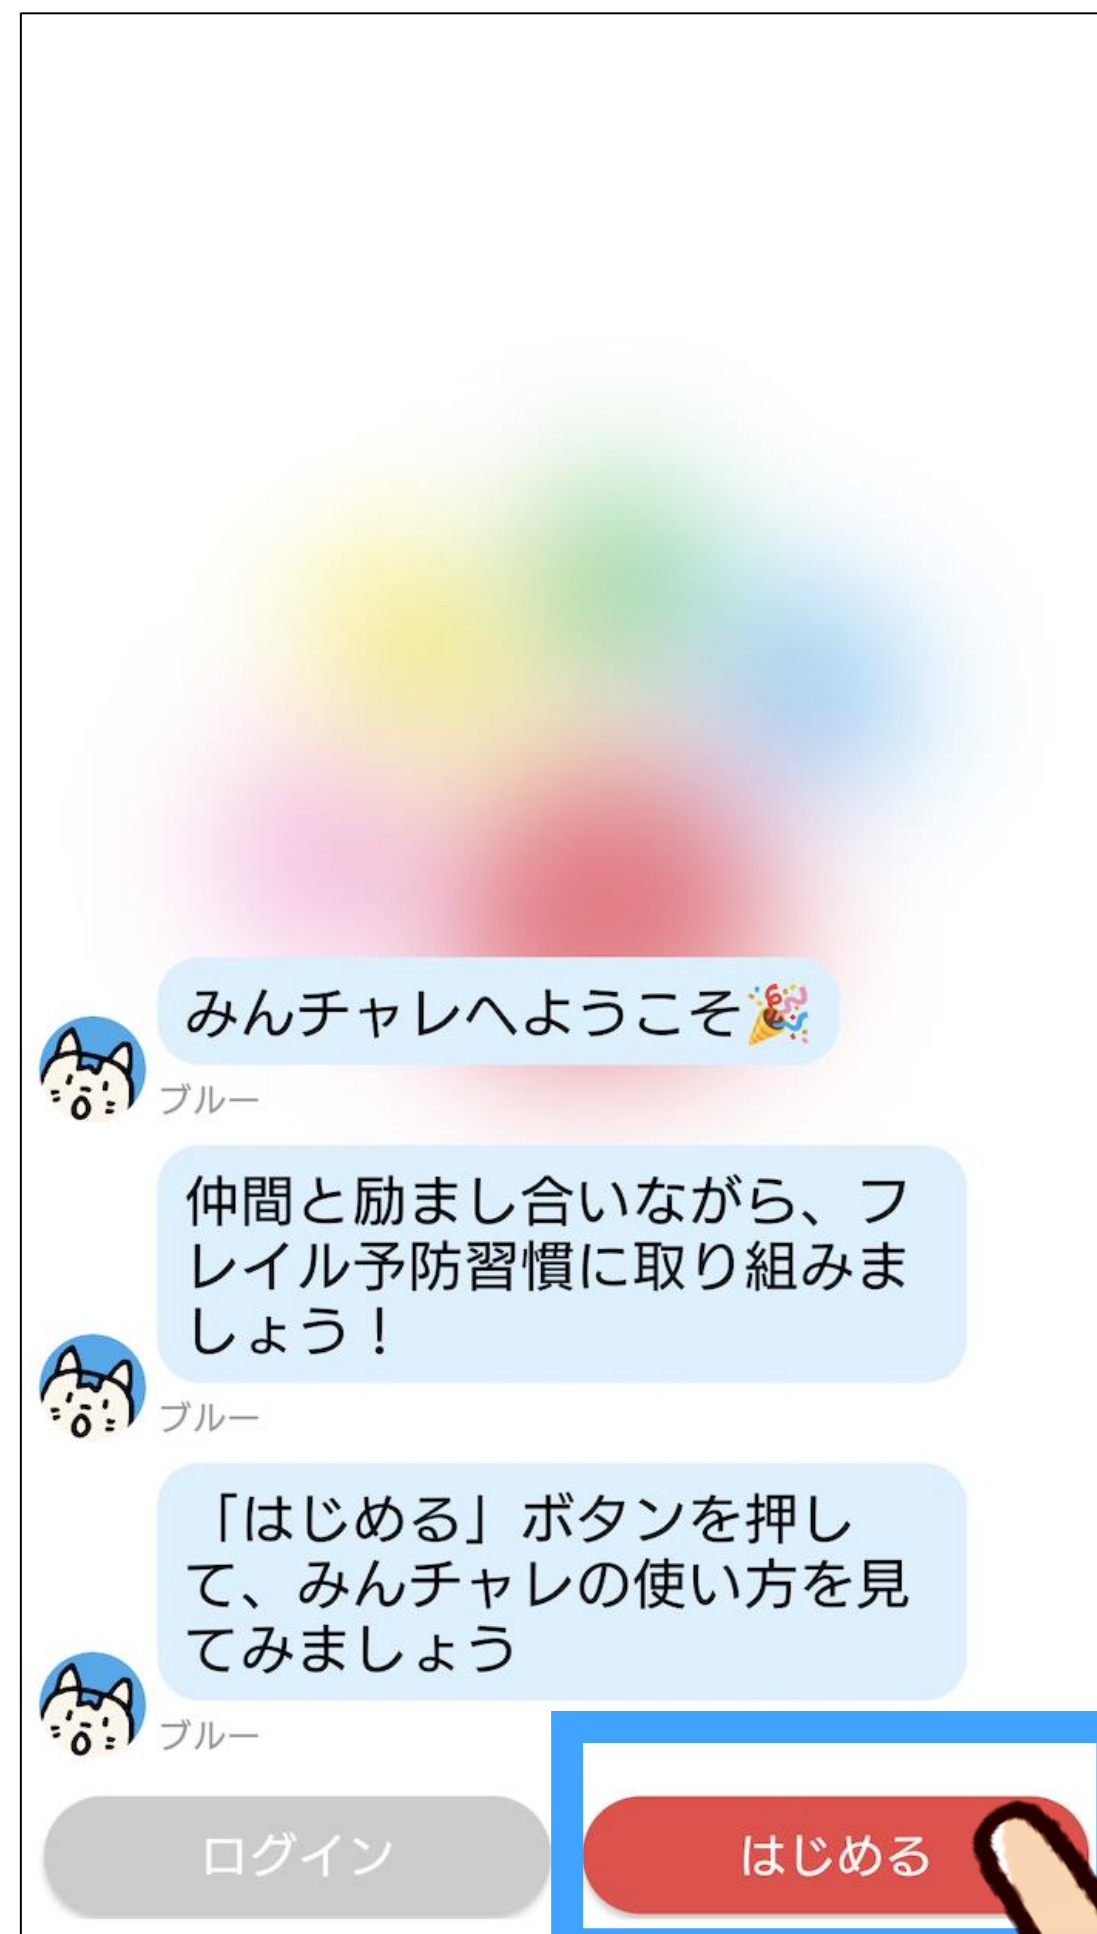 みんチャレへようこそ🎉
ブルー
仲間と励まし合いながら、フ
レイル予防習慣に取り組みま
しょう！
ブルー
「はじめる」ボタンを押し
て、みんチャレの使い方を見
てみましょう
ブルー
ログイン
はじめる